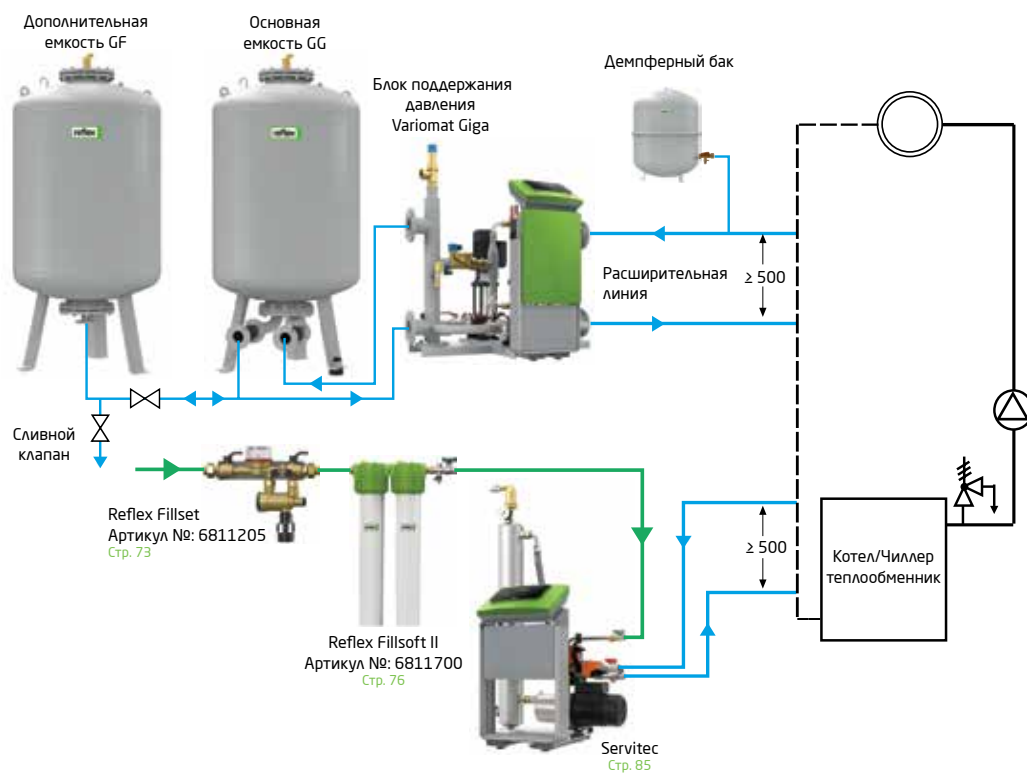 Дополнительная
емкость GF
Основная
емкость GG
Блок поддержания
давления
Variomat Giga
Демпферный бак
reflex
reflex
Расширительная
линия
≥ 500
Сливной
клапан
Reflex Fillset
Артикул №: 6811205
Стр. 73
Reflex Fillsoft II
Артикул №: 6811700
Стр. 76
≥ 500
Котел/Чиллер
теплообменник
Servitec
Стр. 85